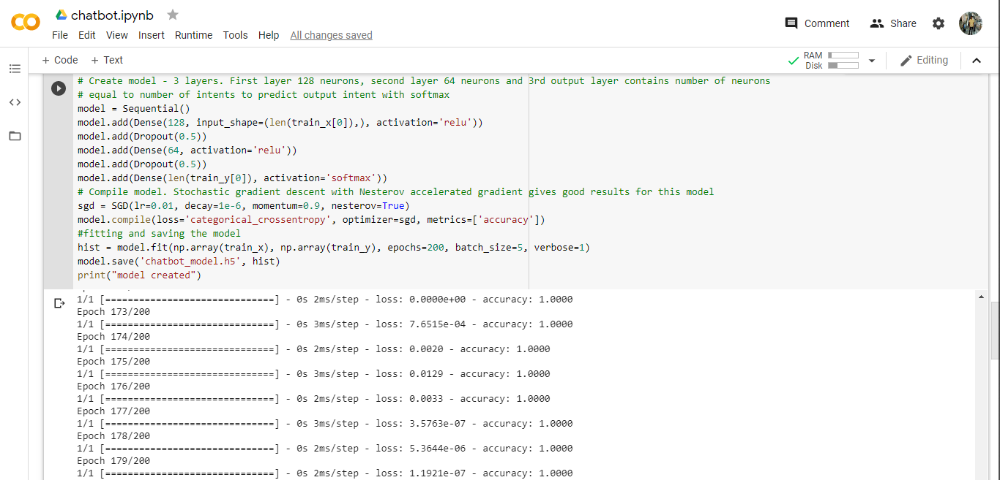 chatbot.ipynb
File Edit View Insert Runtime Tools Help All changes saved
Comment Share
+ Code + Text
RAM
Disk
Editing
# Create model - 3 layers. First layer 128 neurons, second layer 64 neurons and 3rd output layer contains number of neurons
# equal to number of intents to predict output intent with softmax
model = Sequential()
model.add(Dense(128, input_shape=(len(train_x[0]),), activation='relu'))
model.add(Dropout(0.5))
model.add(Dense(64, activation='relu'))
model.add(Dropout(0.5))
model.add(Dense(len(train_y[0]), activation='softmax'))
# Compile model. Stochastic gradient descent with Nesterov accelerated gradient gives good results for this model
sgd = SGD(lr=0.01, decay=1e-6, momentum=0.9, nesterov=True)
model.compile(loss='categorical_crossentropy', optimizer=sgd, metrics=['accuracy'])
#fitting and saving the model
hist = model.fit(np.array(train_x), np.array(train_y), epochs=200, batch_size=5, verbose=1)
model.save('chatbot_model.h5', hist)
print("model created")
1/1 [==============================] - 0s 2ms/step - loss: 0.0000e+00 - accuracy: 1.0000
Epoch 173/200
1/1 [==============================] - 0s 3ms/step - loss: 7.6515e-04 - accuracy: 1.0000
Epoch 174/200
1/1 [==============================] - 0s 2ms/step - loss: 0.0020 - accuracy: 1.0000
Epoch 175/200
1/1 [==============================] - 0s 3ms/step - loss: 0.0129 - accuracy: 1.0000
Epoch 176/200
1/1 [==============================] - 0s 2ms/step - loss: 0.0033 - accuracy: 1.0000
Epoch 177/200
1/1 [==============================] - 0s 3ms/step - loss: 3.5763e-07 - accuracy: 1.0000
Epoch 178/200
1/1 [==============================] - 0s 2ms/step - loss: 5.3644e-06 - accuracy: 1.0000
Epoch 179/200
1/1 [==============================] - 0s 2ms/step - loss: 1.1921e-07 - accuracy: 1.0000